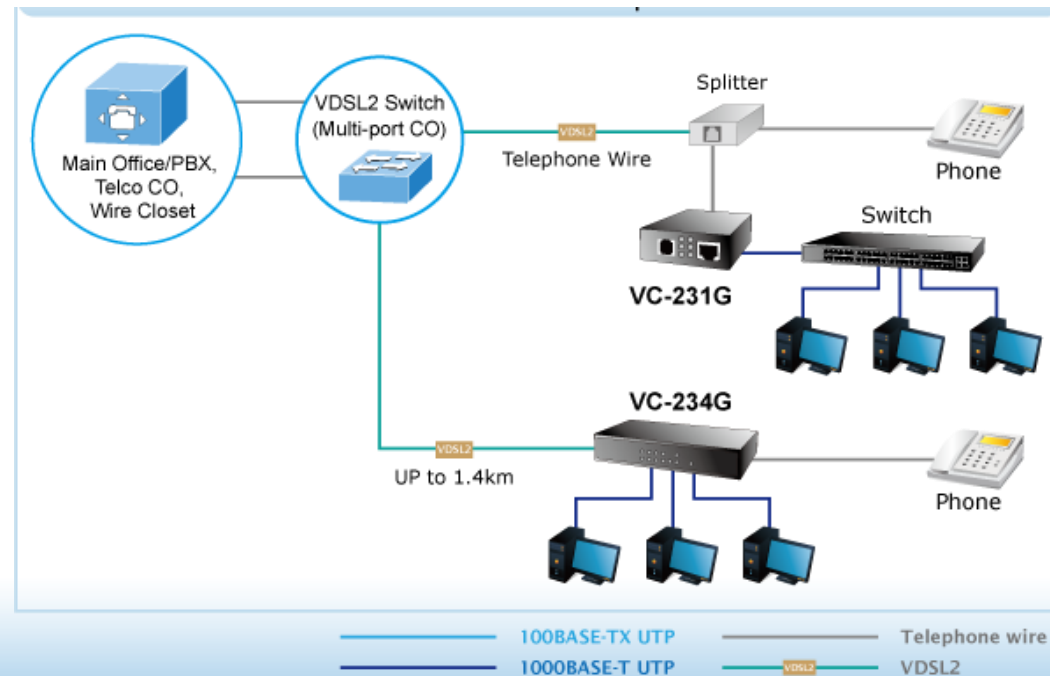 Main Office/PBX,
Telco CO,
Wire Closet
VDSL2 Switch
(Multi-port CO)
VDSL2
Telephone Wire
Splitter
Phone
Switch
VC-231G
VC-234G
VDSL2
UP to 1.4km
Phone
100BASE-TX UTP
Telephone wire
1000BASE-T UTP
VDSL2
VDSL2